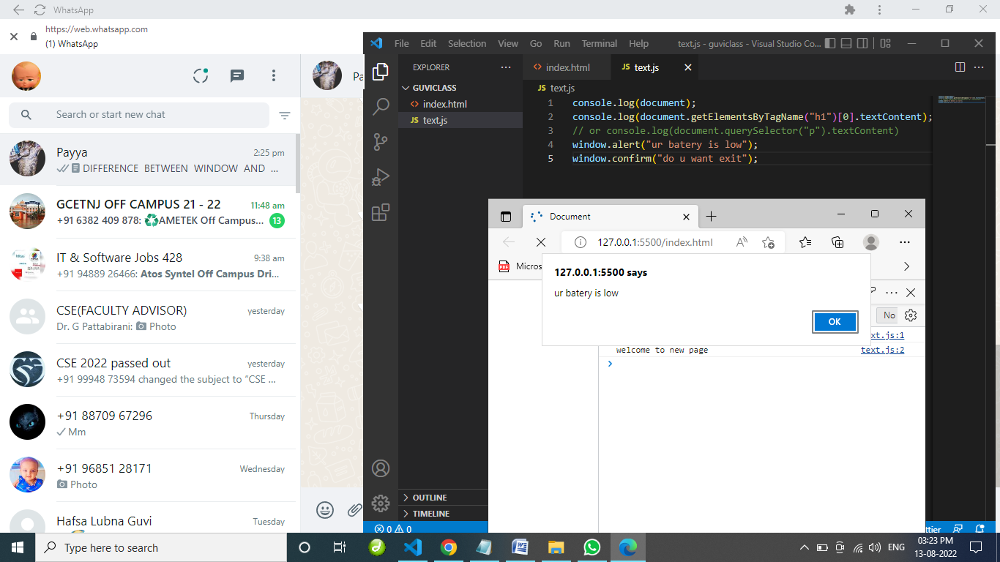 WhatsApp
https://web.whatsapp.com
(1) WhatsApp
Search or start new chat
Payya
2:25 pm
DIFFERENCE BETWEEN WINDOW AND ...
GCETNJ OFF CAMPUS 21 - 22
11:48 am
+91 6382 409 878: ♻️AMETEK Off Campus...
13
IT & Software Jobs 428
9:38 am
+91 94889 26466: Atos Syntel Off Campus Dri...
CSE(FACULTY ADVISOR)
yesterday
Dr. G Pattabirani: Photo
CSE 2022 passed out
yesterday
+91 99948 73594 changed the subject to “CSE ...
+91 88709 67296
Thursday
Mm
+91 96851 28171
Wednesday
Photo
Hafsa Lubna Guvi
Tuesday
Pa
File Edit Selection View Go Run Terminal Help
text.js - guviclass - Visual Studio Co...
EXPLORER
GUVICLASS
index.html
JS text.js
OUTLINE
TIMELINE
index.html
JS text.js
JS text.js
1 console.log(document);
2 console.log(document.getElementsByTagName("h1")[0].textContent);
3 // or console.log(document.querySelector("p").textContent)
4 window.alert("ur batery is low");
5 window.confirm("do u want exit");
Document
127.0.0.1:5500/index.html
PDF Micros
127.0.0.1:5500 says
ur batery is low
OK
No
ext.js:1
welcome to new page
text.js:2
0 0
ttier
Type here to search
ENG
03:23 PM
13-08-2022